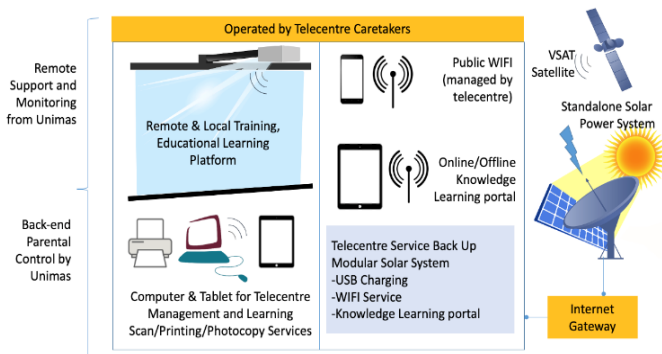 Operated by Telecentre Caretakers
Remote
Support and
Monitoring
from Unimas
Back-end
Parental
Control by
Unimas
Remote & Local Training,
Educational Learning
Platform
Computer & Tablet for Telecentre
Management and Learning
Scan/Printing/Photocopy Services
Public WIFI
(managed by
telecentre)
Online/Offline
Knowledge
Learning portal
Telecentre Service Back Up
Modular Solar System
-USB Charging
-WIFI Service
-Knowledge Learning portal
VSAT
Satellite
Standalone Solar
Power System
Internet
Gateway